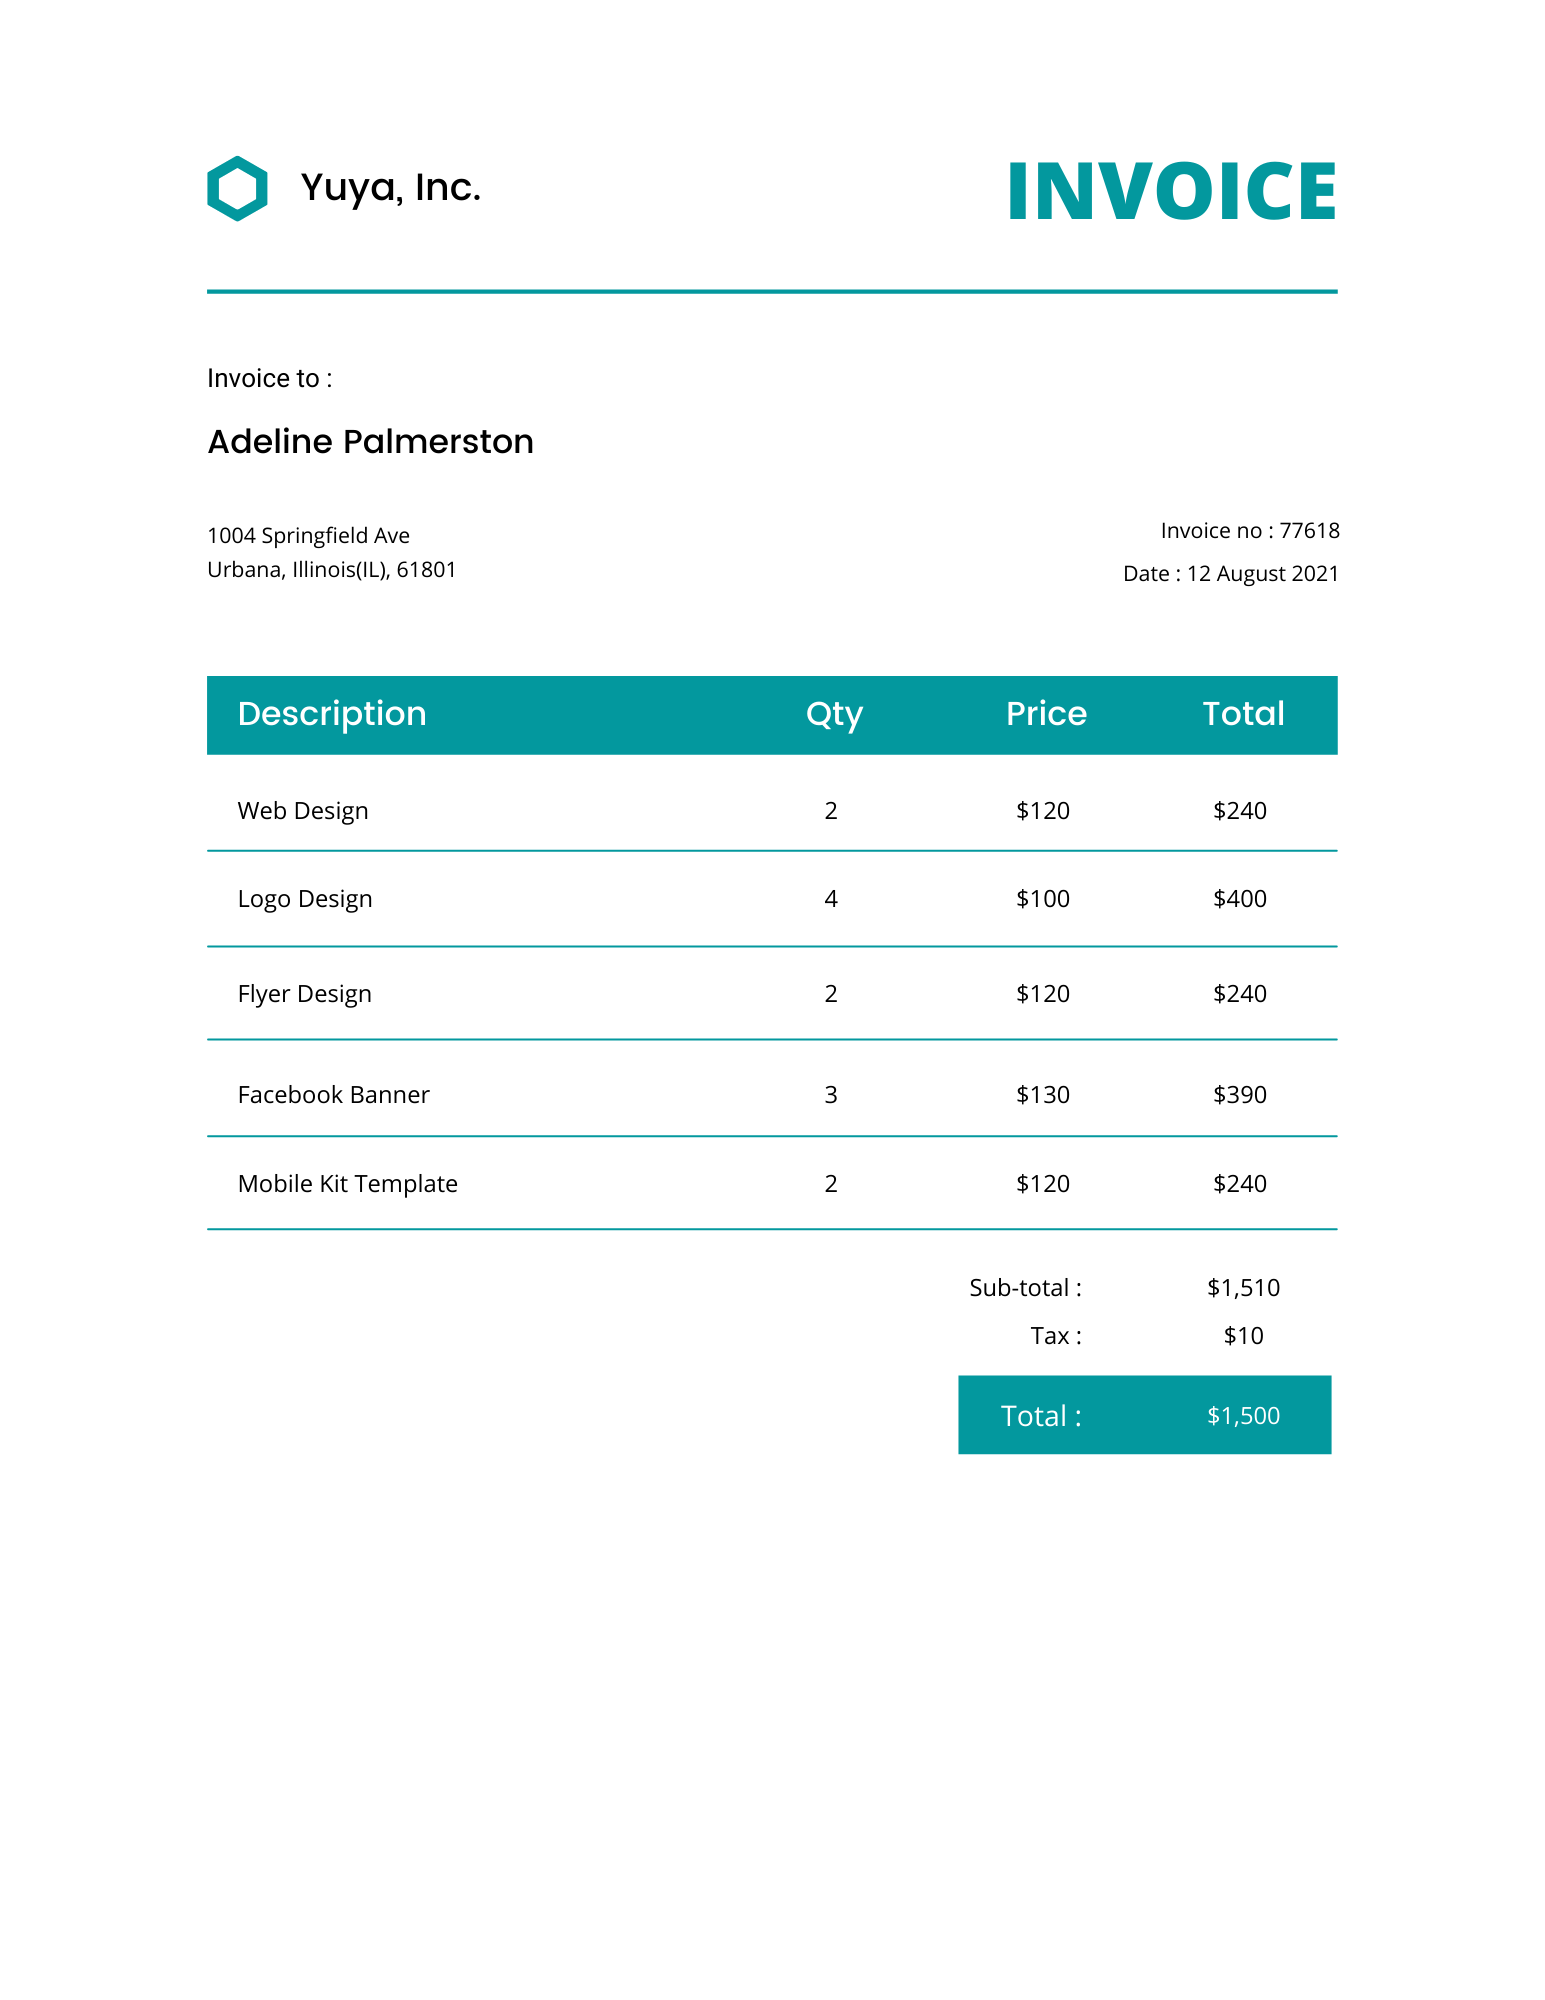 Yuya, Inc.
INVOICE
Invoice to :
Adeline Palmerston
1004 Springfield Ave
Urbana, Illinois(IL), 61801
Invoice no : 77618
Date : 12 August 2021
Description Qty Price Total
Web Design 2 $120 $240
Logo Design 4 $100 $400
Flyer Design 2 $120 $240
Facebook Banner 3 $130 $390
Mobile Kit Template 2 $120 $240
Sub-total : $1,510
Tax : $10
Total : $1,500